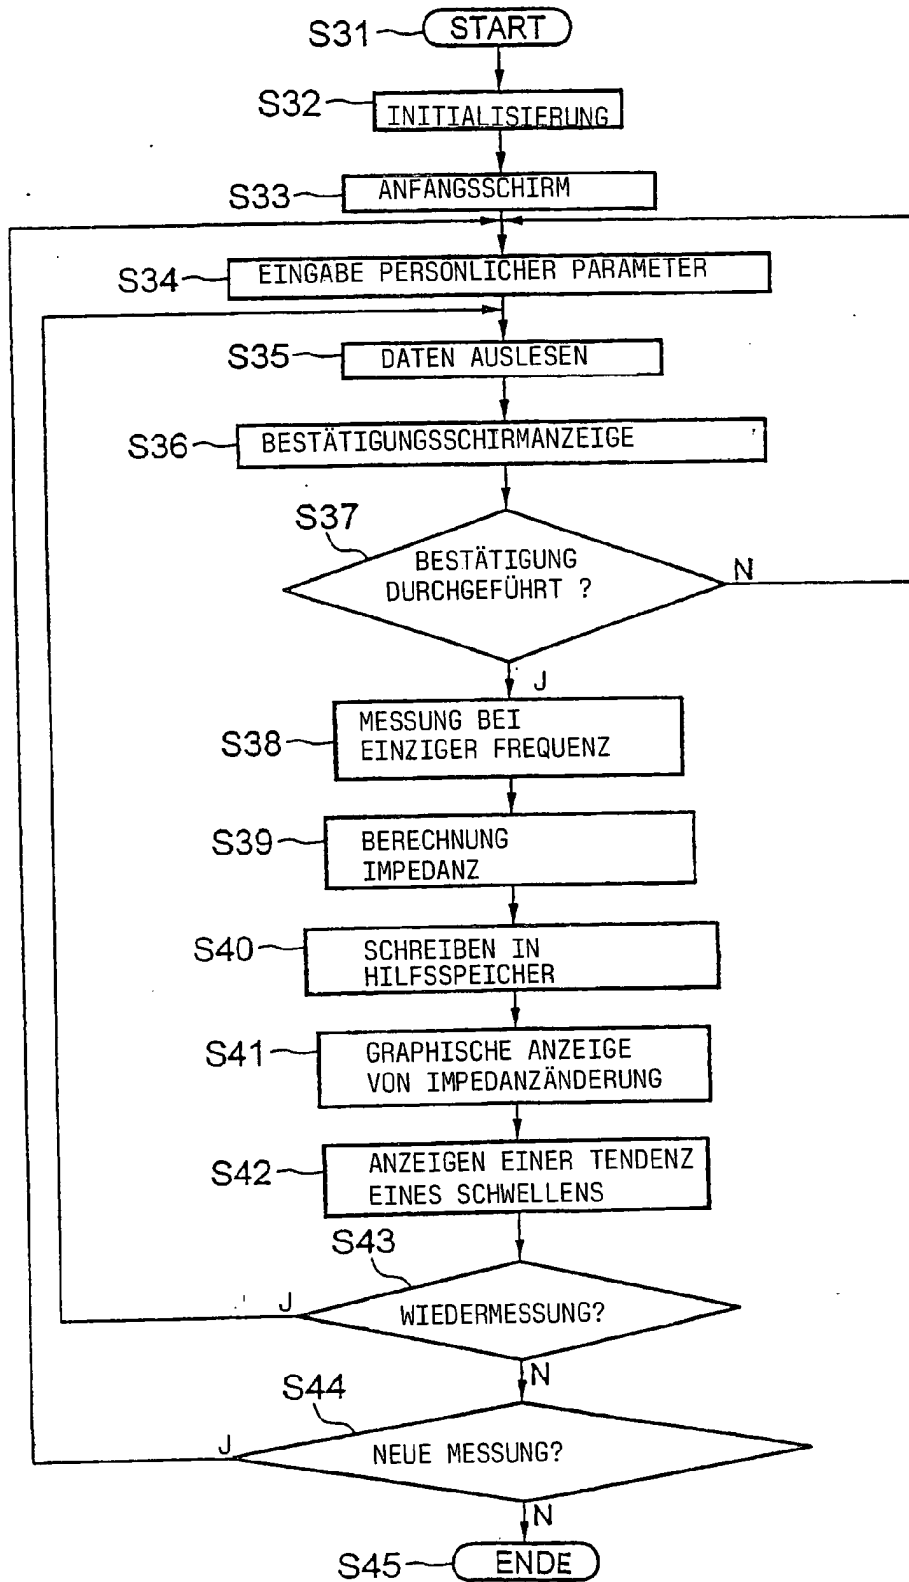 S31 START
S32 INITIALISIERUNG
S33 ANFANGSSCHIRM
S34 EINGABE PERSÖNLICHER PARAMETER
S35 DATEN AUSLESEN
S36 BESTÄTIGUNGSSCHIRMANZEIGE
S37
BESTÄTIGUNG
DURCHGEFÜHRT ?
N
J
S38
MESSUNG BEI
EINZIGER FREQUENZ
S39
BERECHNUNG
IMPEDANZ
S40
SCHREIBEN IN
HILFSSPEICHER
S41
GRAPHISCHE ANZEIGE
VON IMPEDANZÄNDERUNG
S42
ANZEIGEN EINER TENDENZ
EINES SCHWELLENS
S43
J
WIEDERMESSUNG?
N
S44
J
NEUE MESSUNG?
N
S45 ENDE